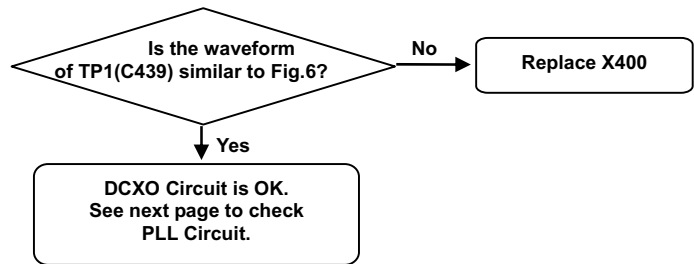 Is the waveform
of TP1(C439) similar to Fig.6?
No
Replace X400
Yes
DCXO Circuit is OK.
See next page to check
PLL Circuit.